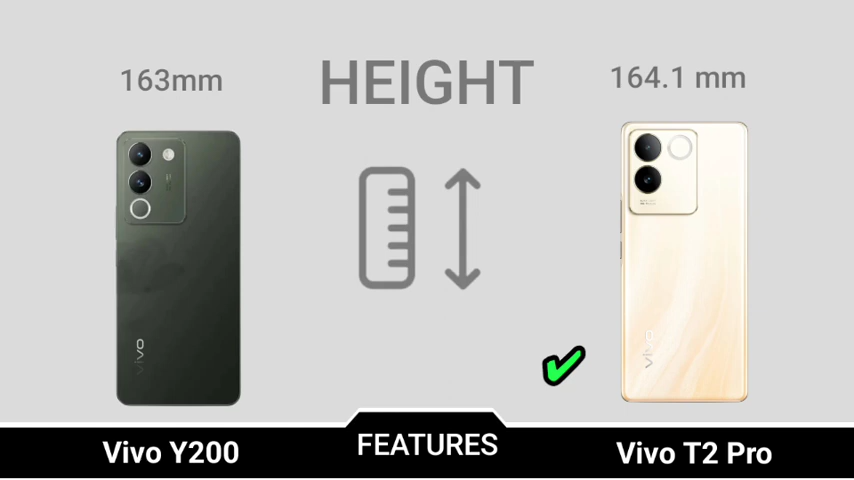 HEIGHT
163mm
164.1 mm
vivo
vivo
FEATURES
Vivo Y200
Vivo T2 Pro